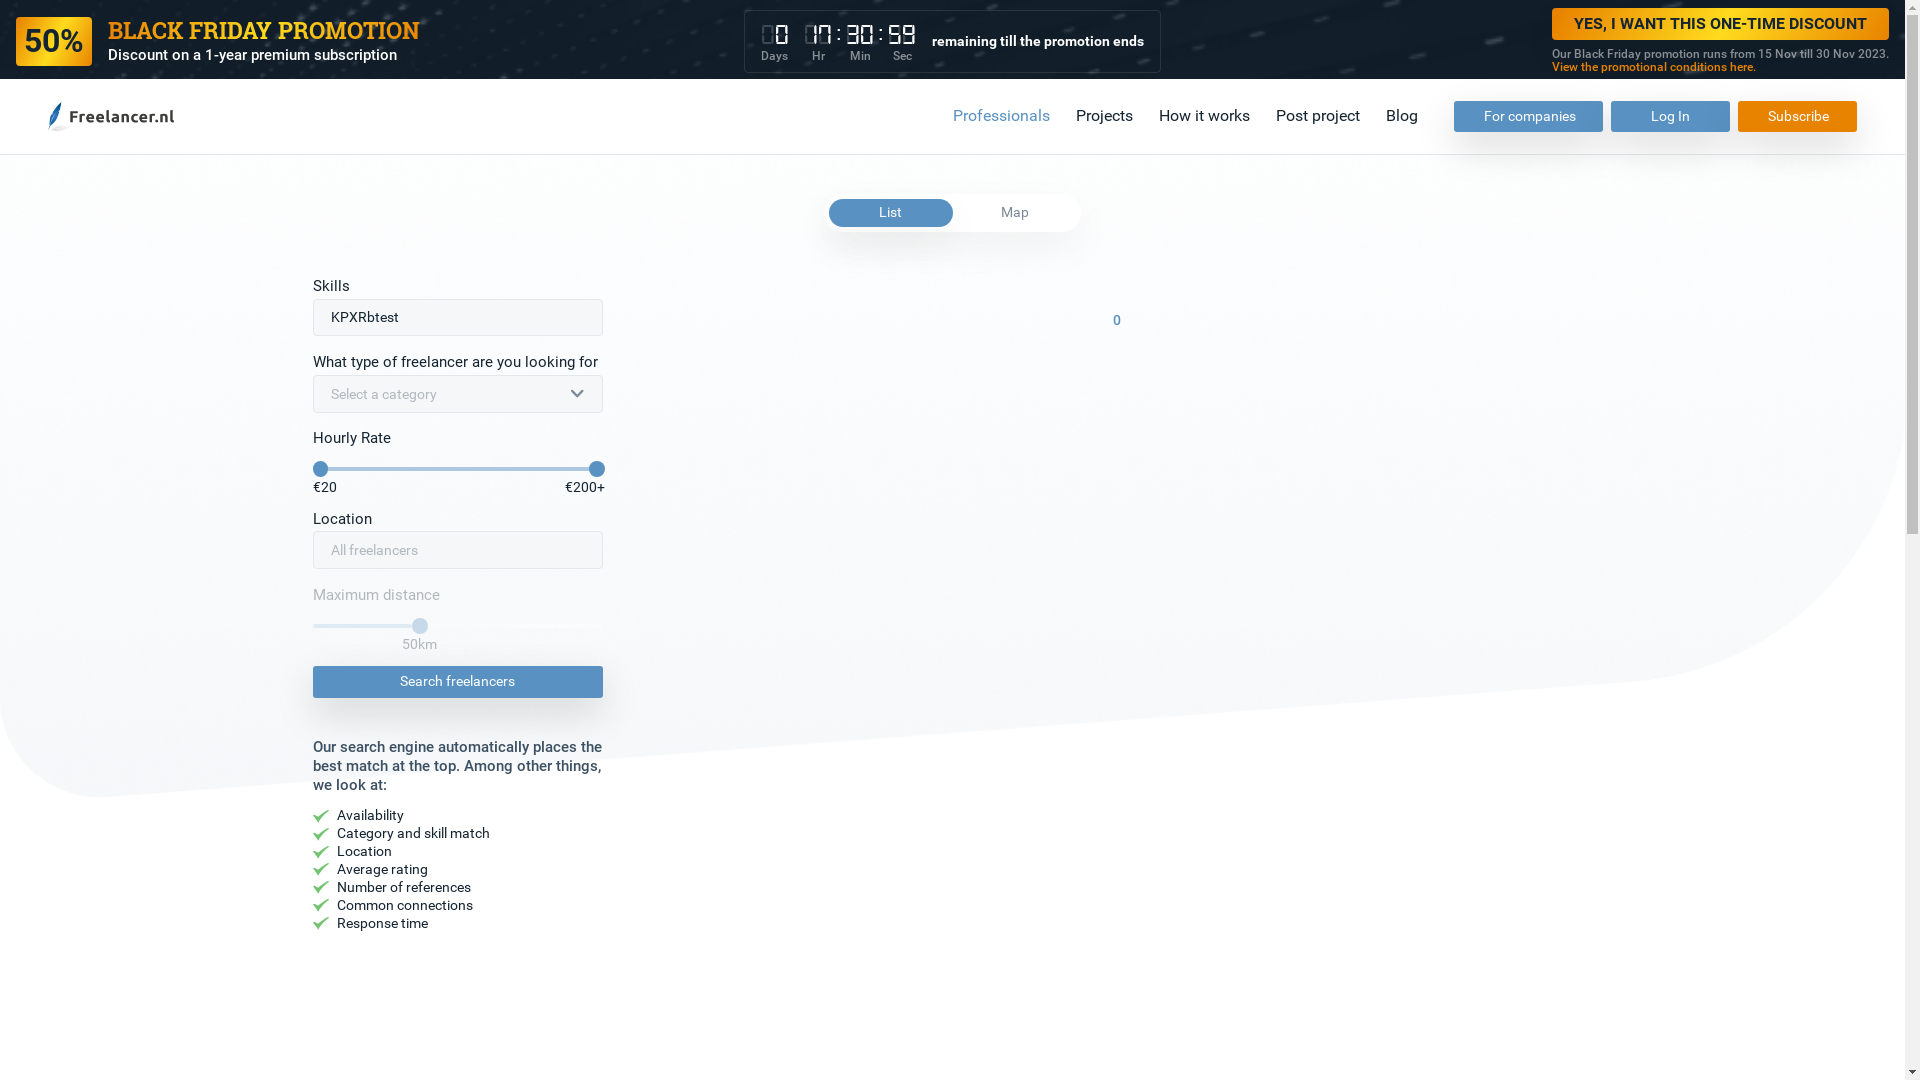 50%
BLACK FRIDAY PROMOTION
Discount on a 1-year premium subscription
0 17 : 30 : 59
Days Hr Min Sec
remaining till the promotion ends
YES, I WANT THIS ONE-TIME DISCOUNT
Our Black Friday promotion runs from 15 Nov till 30 Nov 2023.
View the promotional conditions here.
Freelancer.nl
Professionals Projects How it works Post project Blog For companies Log In Subscribe
List Map
Skills
KPXRbtest
0
What type of freelancer are you looking for
Select a category
Hourly Rate
€20 €200+
Location
All freelancers
Maximum distance
50km
Search freelancers
Our search engine automatically places the
best match at the top. Among other things,
we look at:
Availability
Category and skill match
Location
Average rating
Number of references
Common connections
Response time